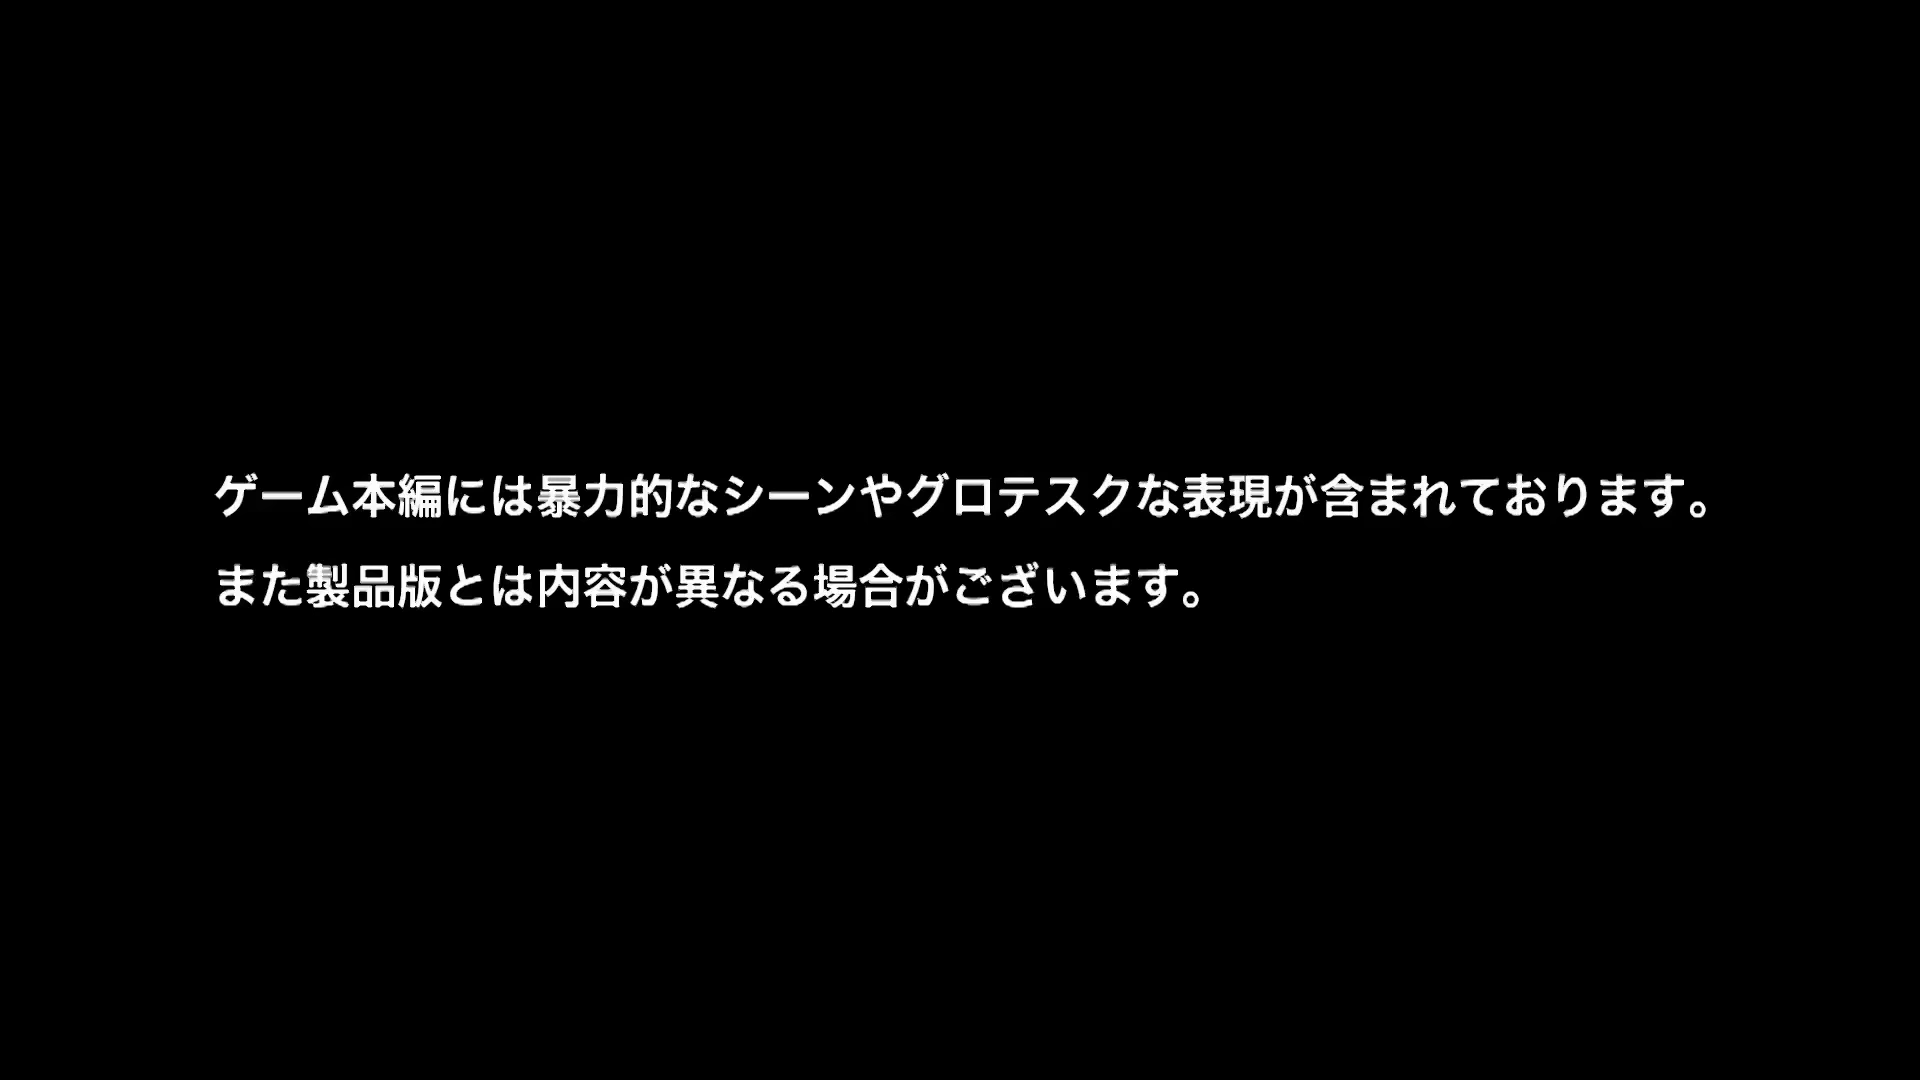 ゲーム本編には暴力的なシーンやグロテスクな表現が含まれております。
また製品版とは内容が異なる場合がございます。